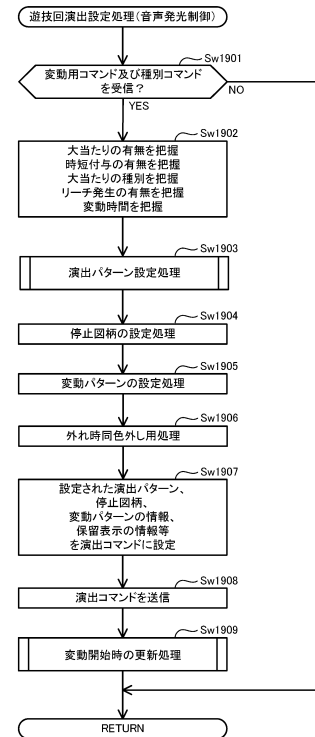 遊技回演出設定処理(音声発光制御)
Sw1901
変動用コマンド及び種別コマンド
を受信？
NO
YES
Sw1902
大当たりの有無を把握
時短付与の有無を把握
大当たりの種別を把握
リーチ発生の有無を把握
変動時間を把握
Sw1903
演出パターン設定処理
Sw1904
停止図柄の設定処理
Sw1905
変動パターンの設定処理
Sw1906
外れ時同色外し用処理
Sw1907
設定された演出パターン、
停止図柄、
変動パターンの情報、
保留表示の情報等
を演出コマンドに設定
Sw1908
演出コマンドを送信
Sw1909
変動開始時の更新処理
RETURN